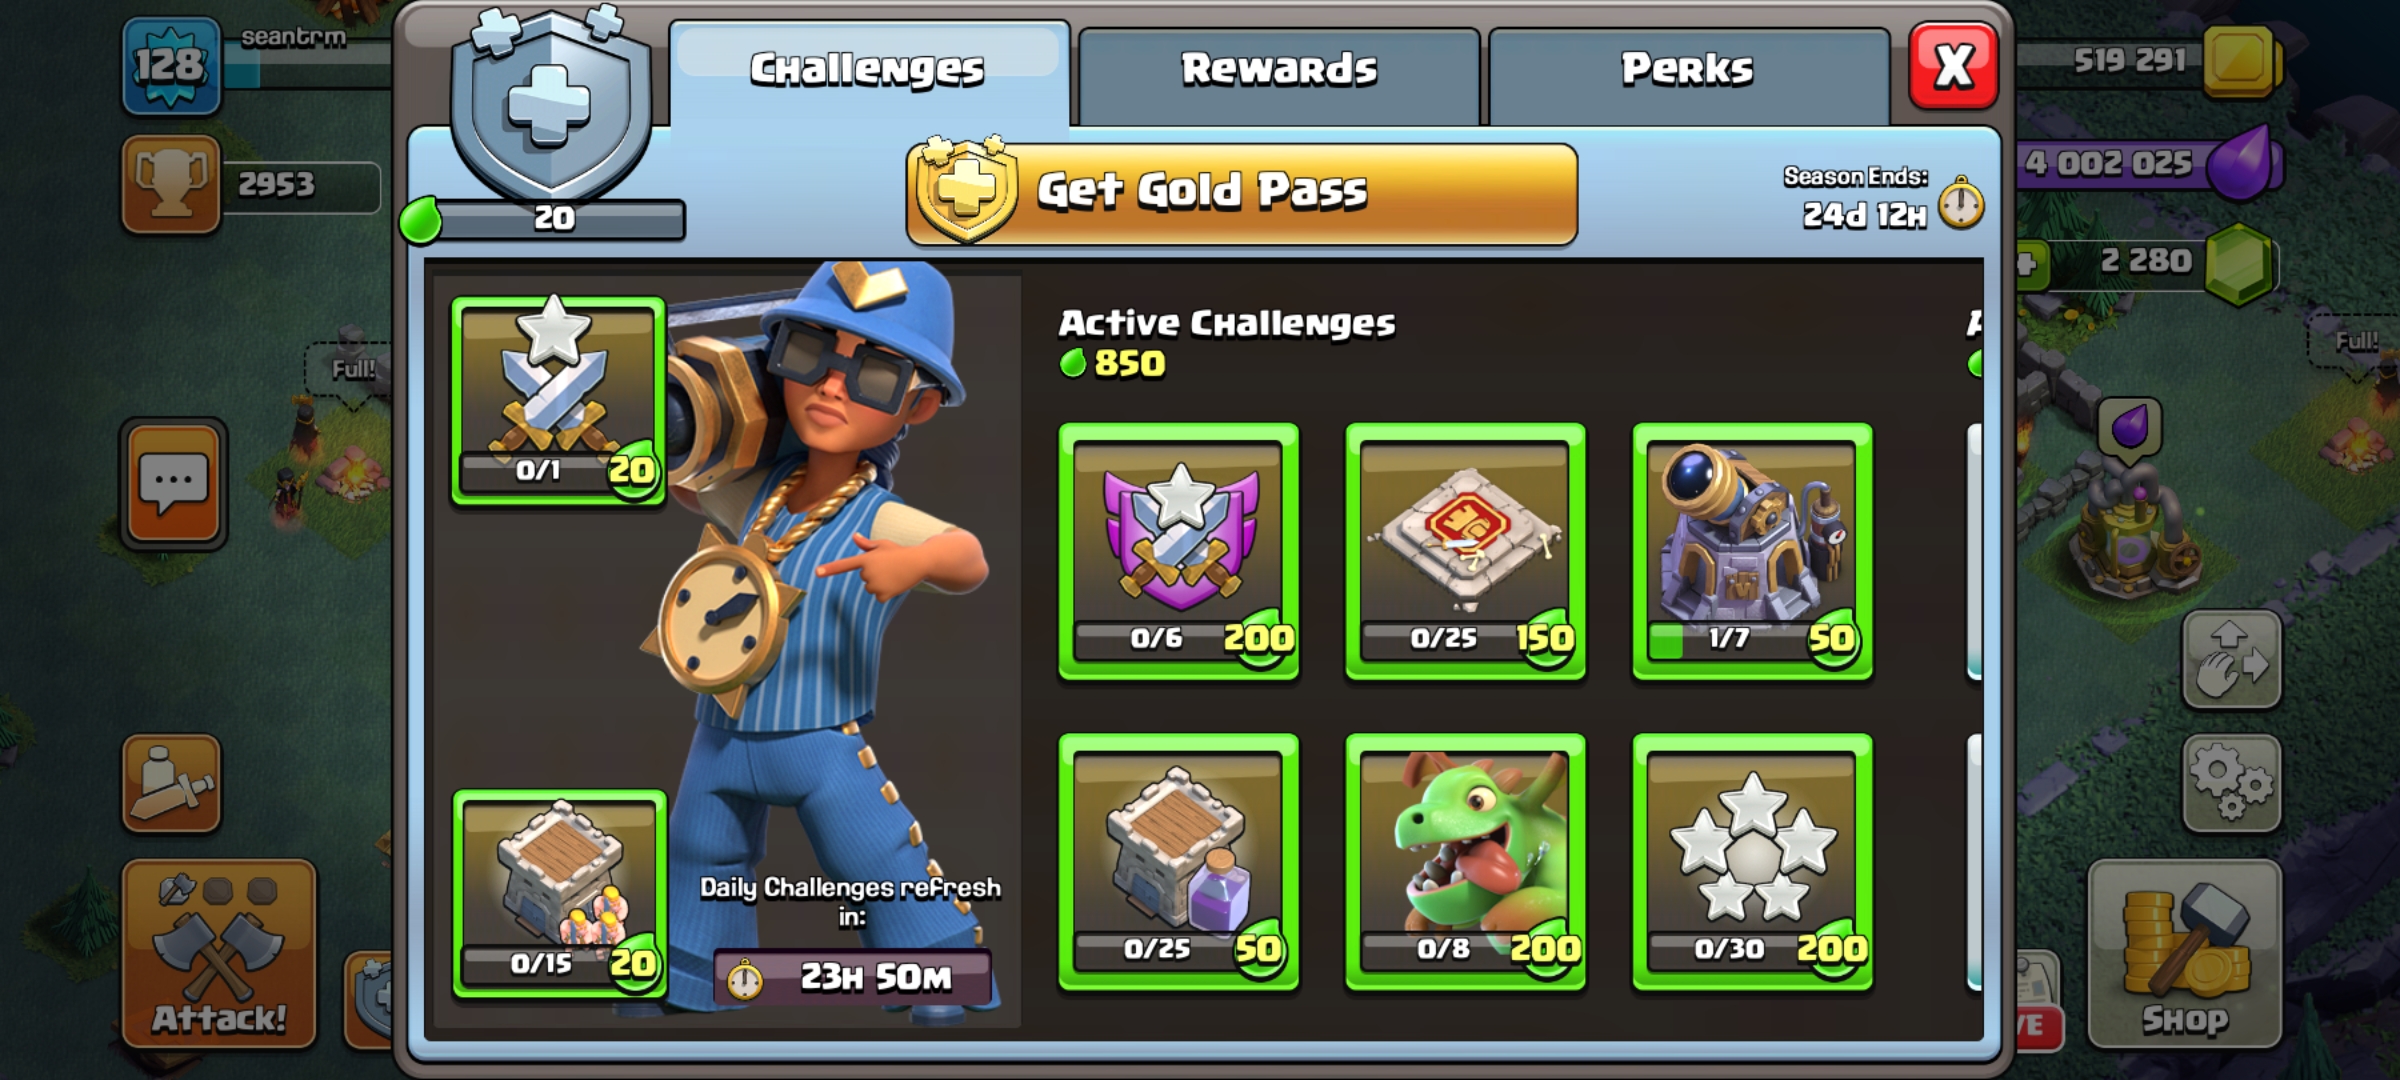 128
seantrm
2953
Full!
Attack!
Challenges
Rewards
Perks
X
Get Gold Pass
Season Ends:
24d 12H
20
519 291
4 002 025
2 280
Full!
0/1
20
0/15
20
Daily Challenges refresh
in:
23H 50M
Active Challenges
850
0/6
200
0/25
150
1/7
50
0/25
50
0/8
200
0/30
200
Shop